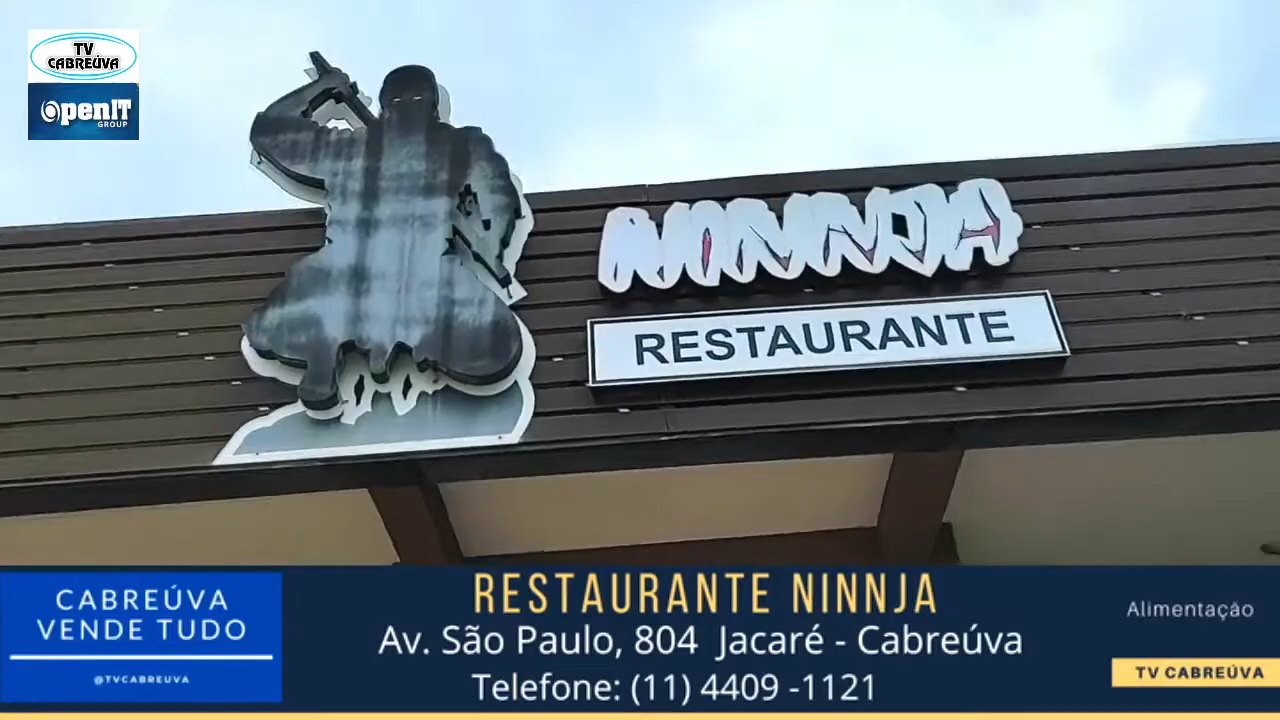 TV
CABREÚVA
OpenIT
GROUP
NINNJA
RESTAURANTE
CABREÚVA
VENDE TUDO
@TVCABREUVA
RESTAURANTE NINNJA
Av. São Paulo, 804 Jacaré - Cabreúva
Telefone: (11) 4409 -1121
Alimentação
TV CABREÚVA